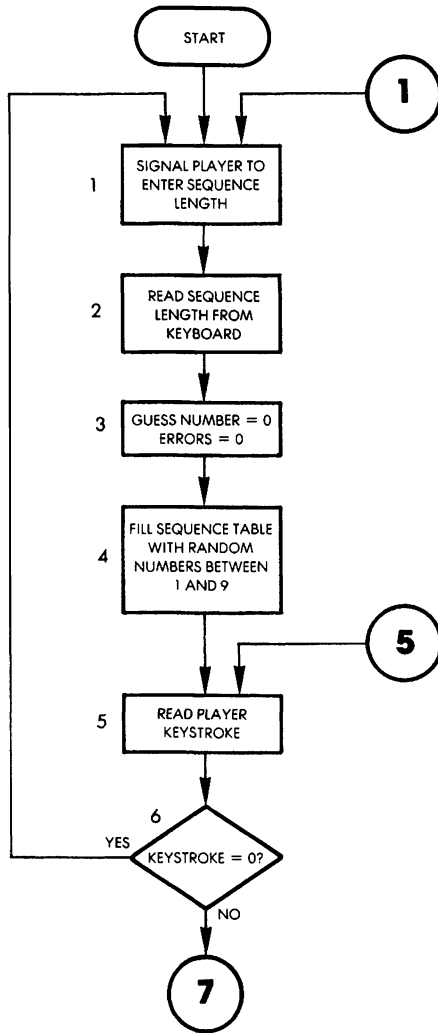 START
1
1
SIGNAL PLAYER TO
ENTER SEQUENCE
LENGTH
2
READ SEQUENCE
LENGTH FROM
KEYBOARD
3
GUESS NUMBER = 0
ERRORS = 0
4
FILL SEQUENCE TABLE
WITH RANDOM
NUMBERS BETWEEN
1 AND 9
5
5
READ PLAYER
KEYSTROKE
6
YES
KEYSTROKE = 0?
NO
7